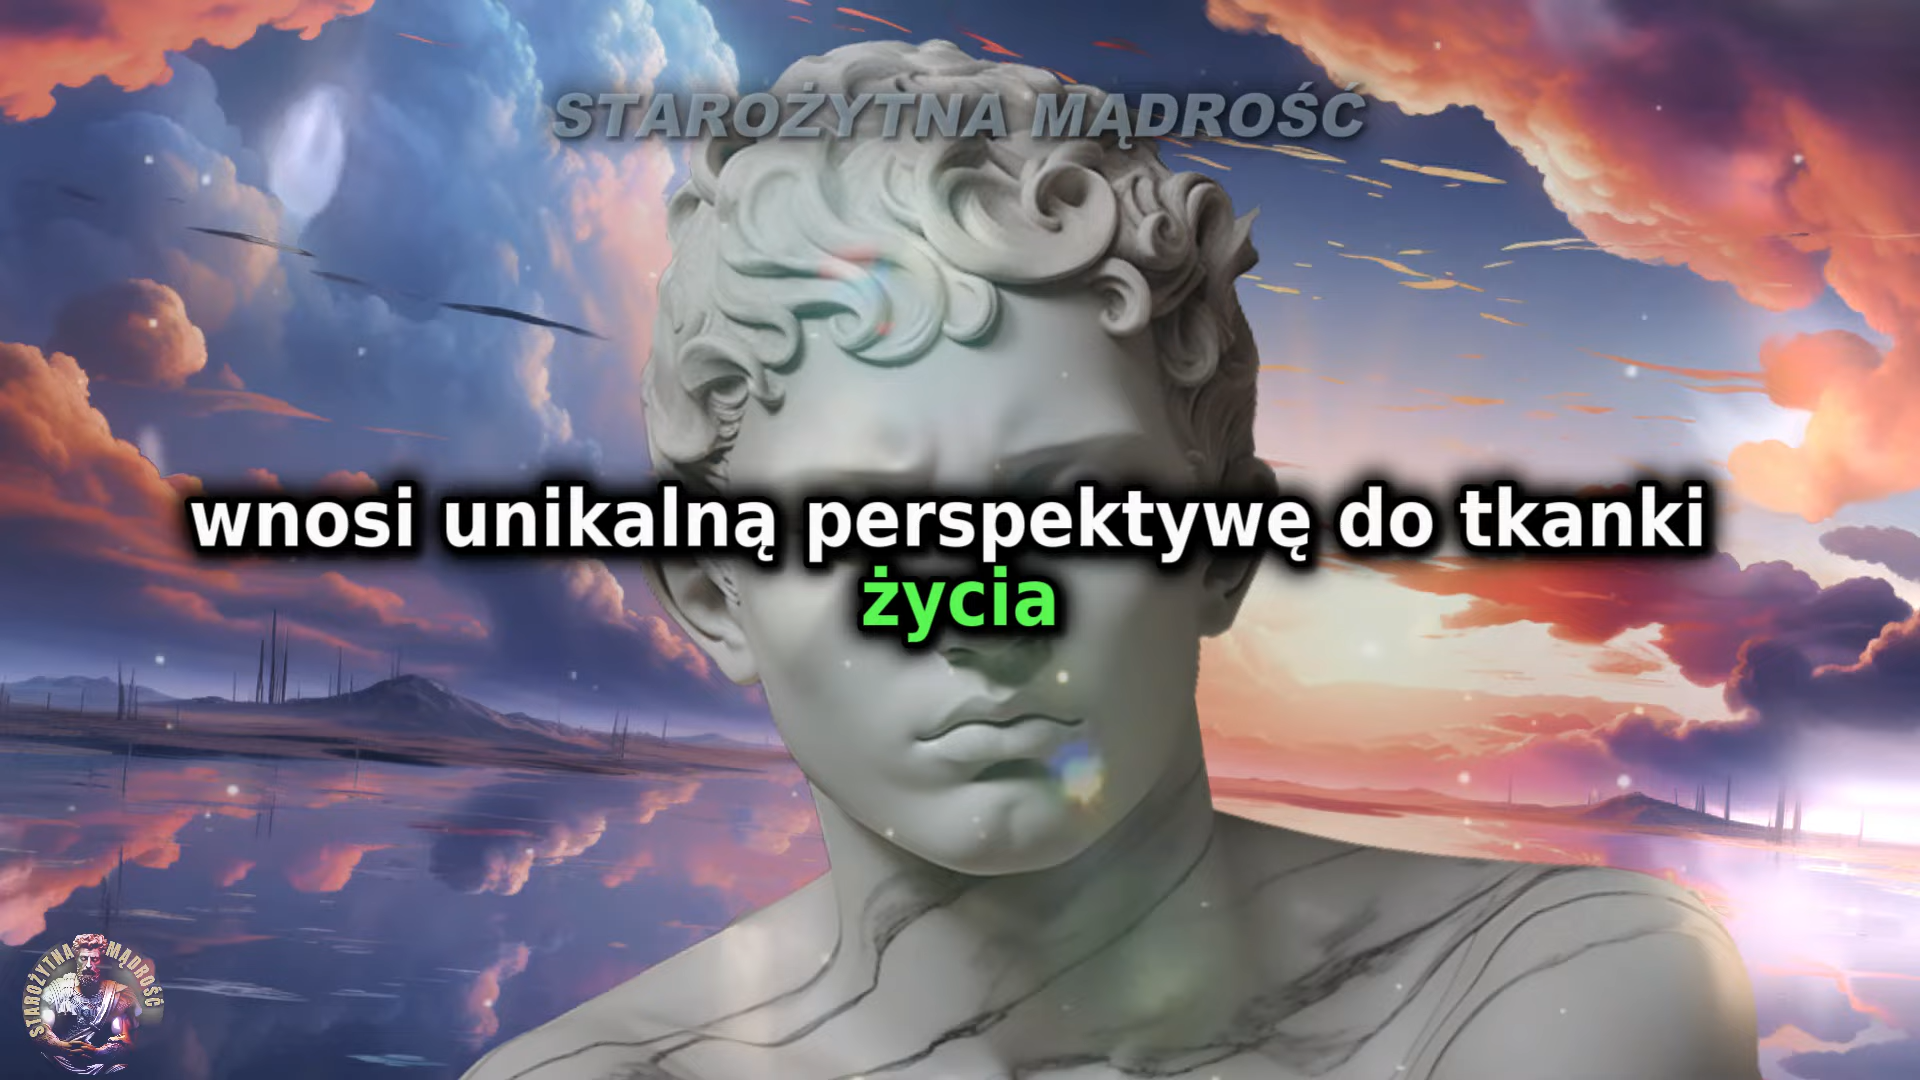 STAROŻYTNA MĄDROŚĆ
wnosi unikalną perspektywę do tkanki
życia
STAROŻYTNA MĄDROŚĆ